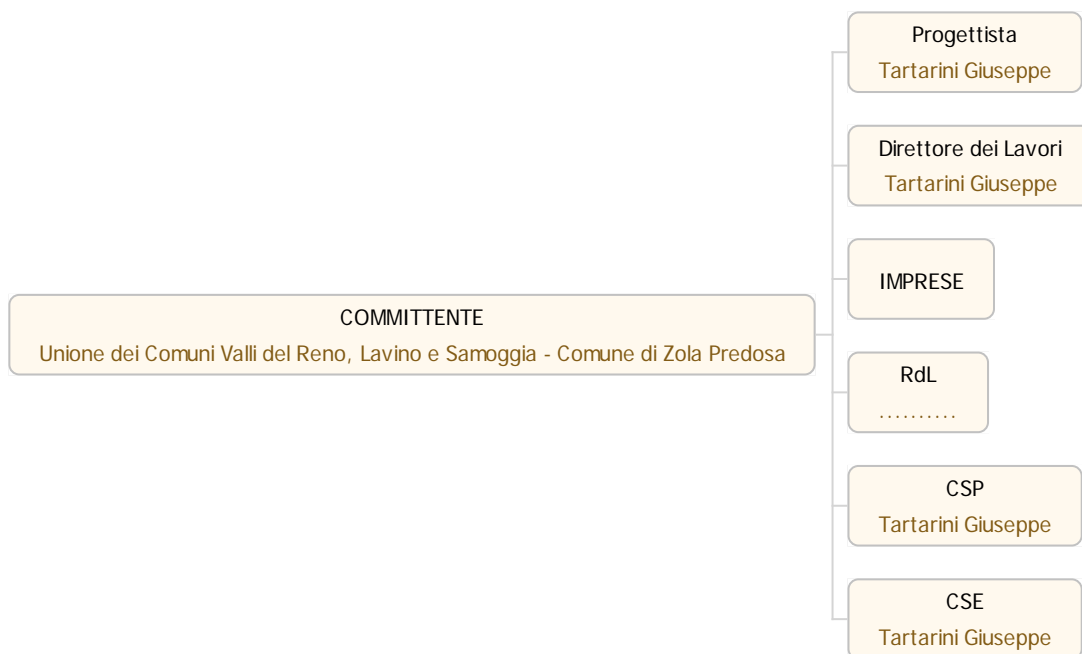 Progettista
Tartarini Giuseppe
Direttore dei Lavori
Tartarini Giuseppe
IMPRESE
COMMITTENTE
Unione dei Comuni Valli del Reno, Lavino e Samoggia - Comune di Zola Predosa
RdL
..........
CSP
Tartarini Giuseppe
CSE
Tartarini Giuseppe